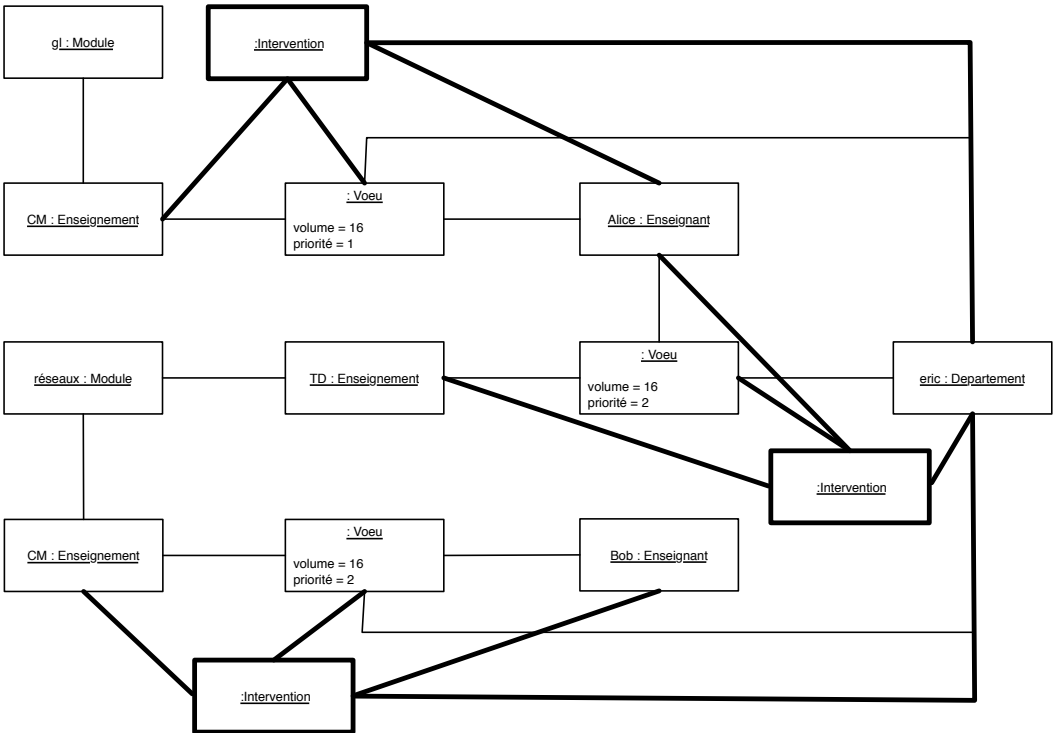 gl : Module
:Intervention
CM : Enseignement
: Voeu
volume = 16
priorité = 1
Alice : Enseignant
réseaux : Module
TD : Enseignement
: Voeu
volume = 16
priorité = 2
eric : Departement
:Intervention
CM : Enseignement
: Voeu
volume = 16
priorité = 2
Bob : Enseignant
:Intervention